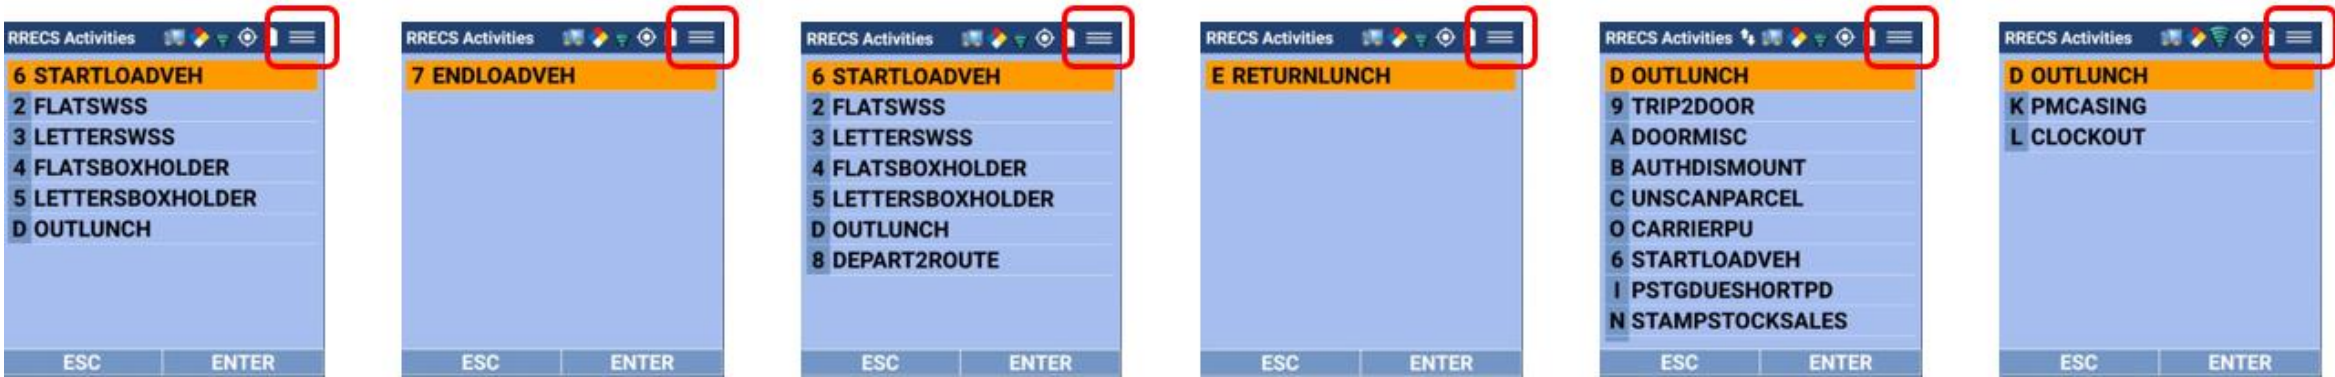 RRECS Activities
6 STARTLOADVEH
2 FLATSWSS
3 LETTERSWSS
4 FLATSBOXHOLDER
5 LETTERSBOXHOLDER
D OUTLUNCH
ESC ENTER
RRECS Activities
7 ENDLOADVEH
ESC ENTER
RRECS Activities
6 STARTLOADVEH
2 FLATSWSS
3 LETTERSWSS
4 FLATSBOXHOLDER
5 LETTERSBOXHOLDER
D OUTLUNCH
8 DEPART2ROUTE
ESC ENTER
RRECS Activities
E RETURNLUNCH
ESC ENTER
RRECS Activities
D OUTLUNCH
9 TRIP2DOOR
A DOORMISC
B AUTHDISMOUNT
C UNSCANPARCEL
O CARRIERPU
6 STARTLOADVEH
I PSTGDUESHORTPD
N STAMPSTOCKSALES
ESC ENTER
RRECS Activities
D OUTLUNCH
K PMCASING
L CLOCKOUT
ESC ENTER